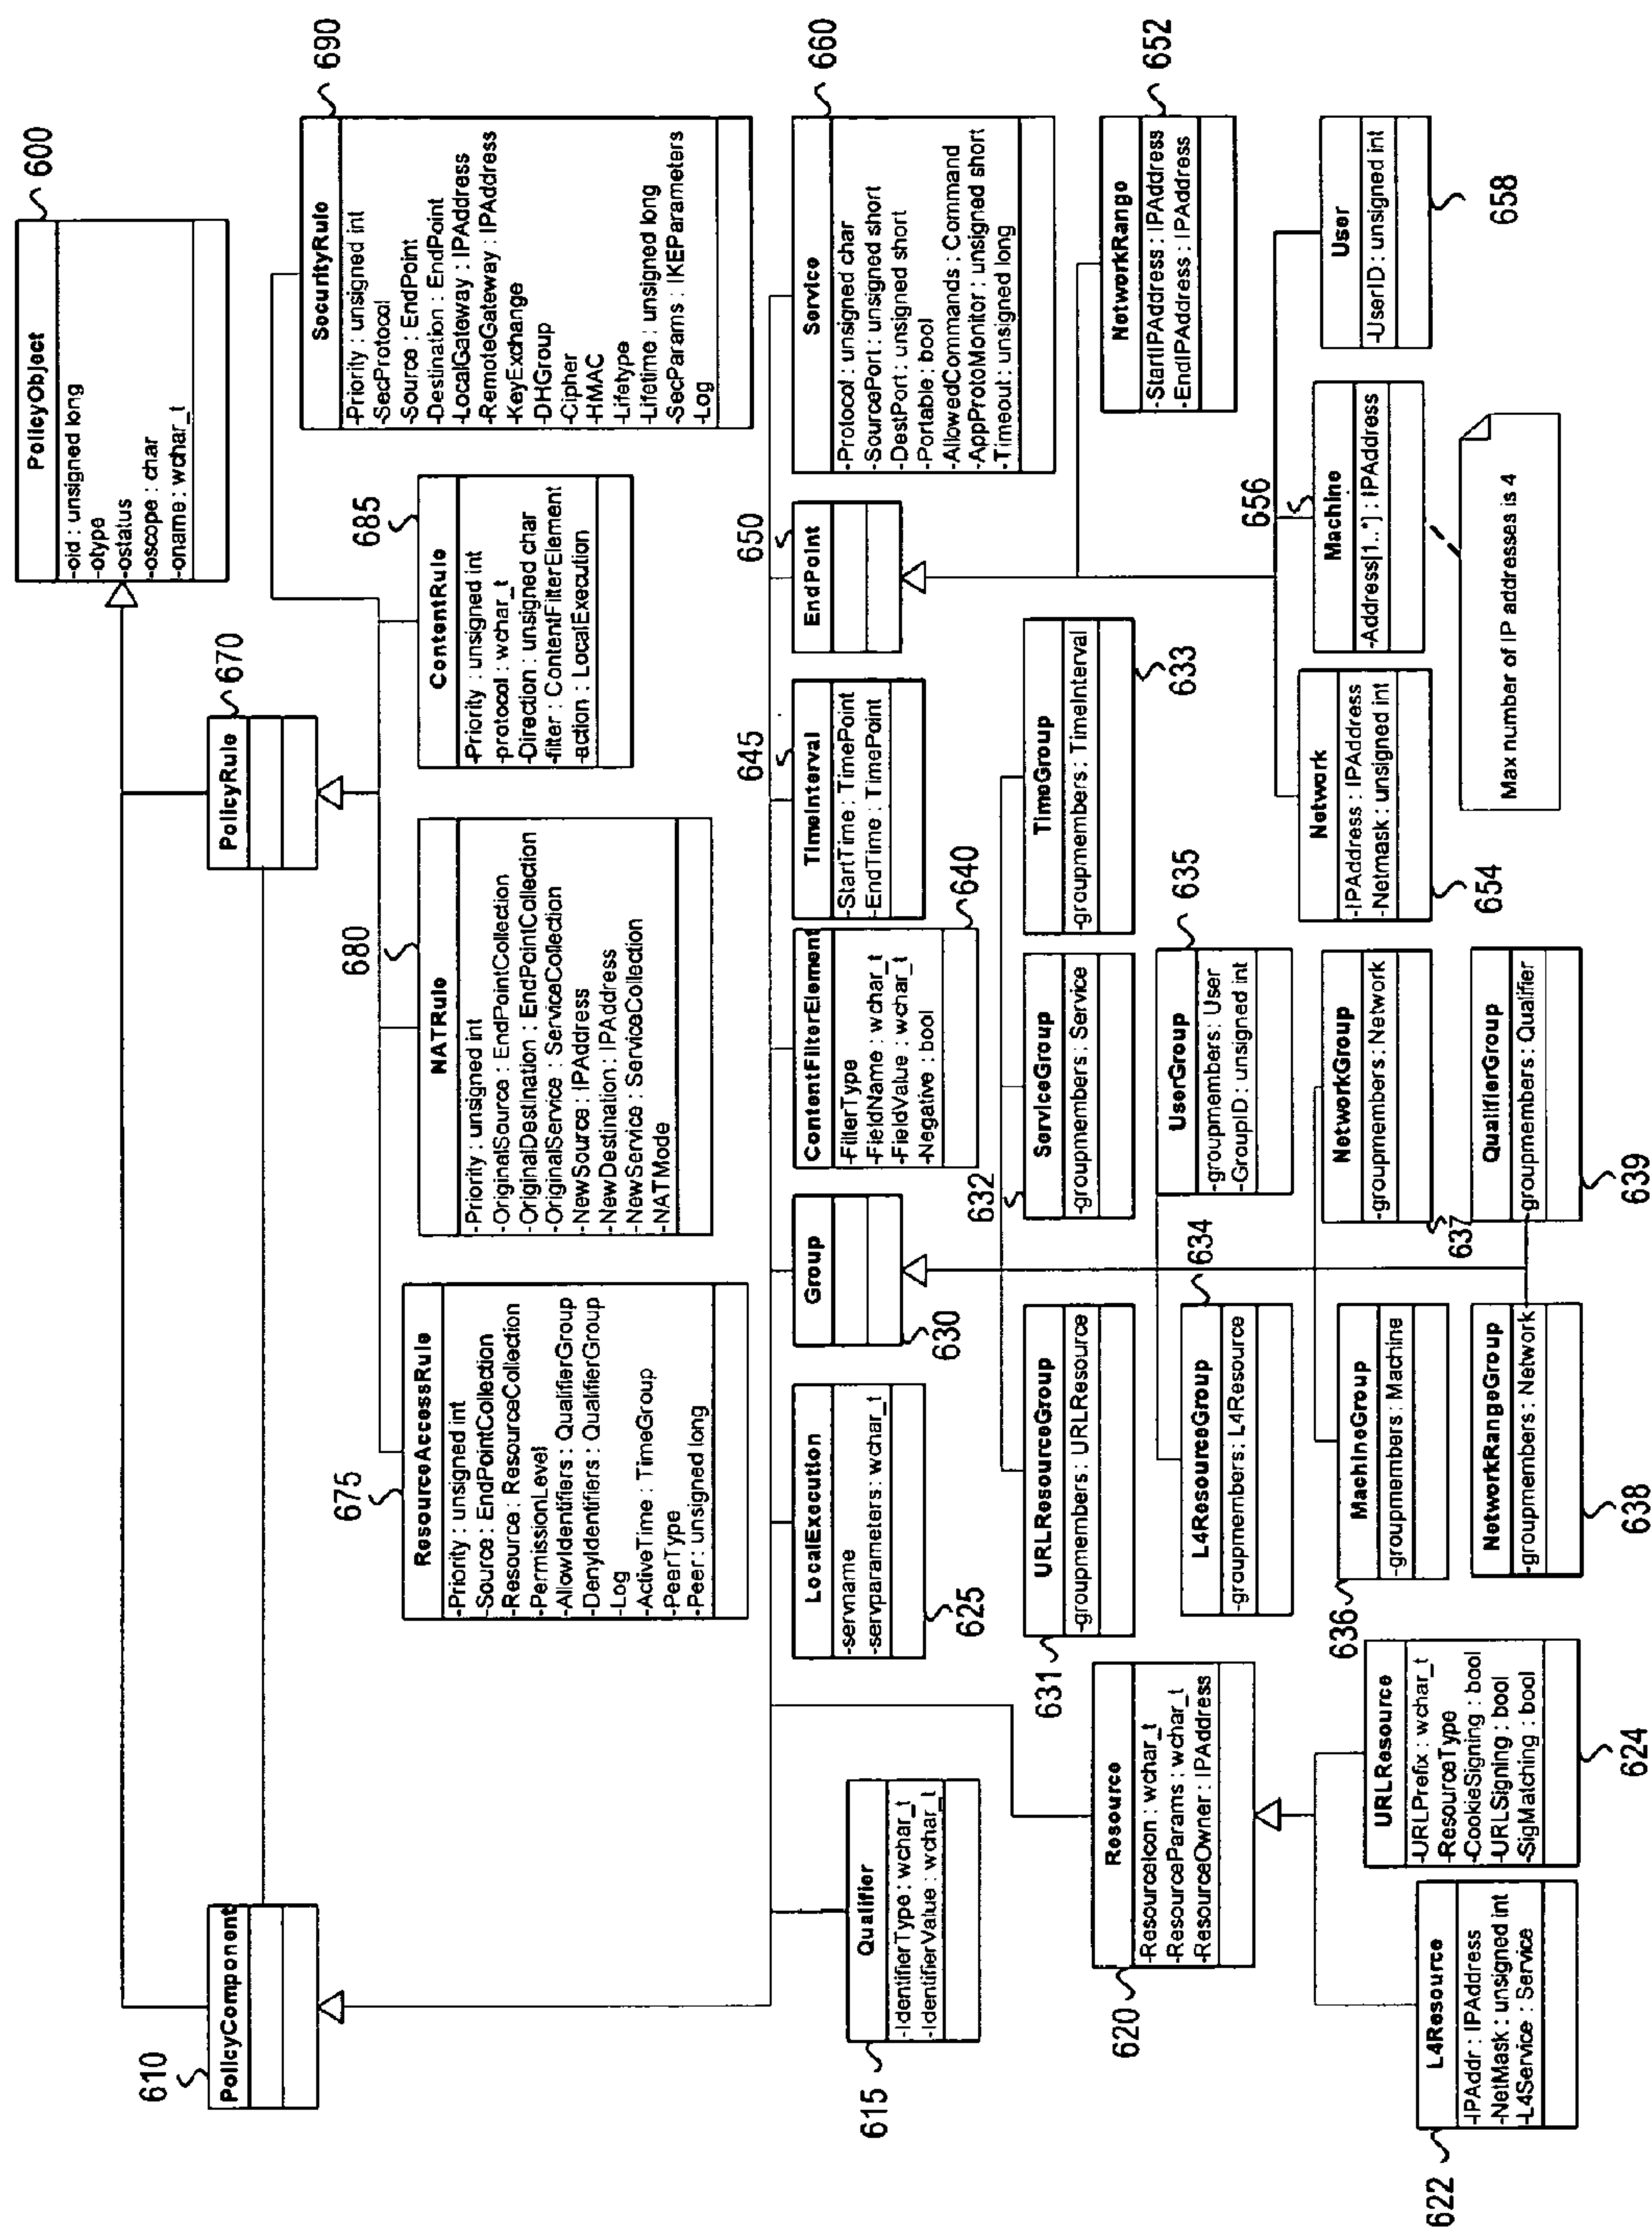 PolicyObject
-oid : unsigned long
-otype
-ostatus
-oscope : char
-oname : wchar_t
600
610
PolicyComponent
PolicyRule
670
675
ResourceAccessRule
-Priority : unsigned int
-Source : EndPointCollection
-Resource : ResourceCollection
-PermissionLevel
-AllowIdentifiers : QualifierGroup
-DenyIdentifiers : QualifierGroup
-Log
-ActiveTime : TimeGroup
-PeerType
-Peer : unsigned long
680
NATRule
-Priority : unsigned int
-OriginalSource : EndPointCollection
-OriginalDestination : EndPointCollection
-OriginalService : ServiceCollection
-NewSource : IPAddress
-NewDestination : IPAddress
-NewService : ServiceCollection
-NATMode
685
ContentRule
-Priority : unsigned int
-protocol : wchar_t
-Direction : unsigned char
-filter : ContentFilterElement
-action : LocalExecution
690
SecurityRule
-Priority : unsigned int
-SecProtocol
-Source : EndPoint
-Destination : EndPoint
-LocalGateway : IPAddress
-RemoteGateway : IPAddress
-KeyExchange
-DHGroup
-Cipher
-HMAC
-Lifetype
-Lifetime : unsigned long
-SecParams : IKEParameters
-Log
615
Qualifier
-IdentifierType : wchar_t
-IdentifierValue : wchar_t
LocalExecution
-servname
-servparameters : wchar_t
625
Group
630
ContentFilterElement
-FilterType
-FieldName : wchar_t
-FieldValue : wchar_t
-Negative : bool
640
645
TimeInterval
-StartTime : TimePoint
-EndTime : TimePoint
650
EndPoint
660
Service
-Protocol : unsigned char
-SourcePort : unsigned short
-DestPort : unsigned short
-Portable : bool
-AllowedCommands : Command
-AppProtoMonitor : unsigned short
-Timeout : unsigned long
620
Resource
-ResourceIcon : wchar_t
-ResourceParams : wchar_t
-ResourceOwner : IPAddress
622
L4Resource
-IPAddr : IPAddress
-NetMask : unsigned int
-L4Service : Service
URLResource
-URLPrefix : wchar_t
-ResourceType
-CookieSigning : bool
-URLSigning : bool
-SigMatching : bool
624
631
URLResourceGroup
-groupmembers : URLResource
632
ServiceGroup
-groupmembers : Service
TimeGroup
-groupmembers : TimeInterval
633
L4ResourceGroup
-groupmembers : L4Resource
634
UserGroup
-groupmembers : User
-GroupID : unsigned int
635
636
MachineGroup
-groupmembers : Machine
637
NetworkGroup
-groupmembers : Network
NetworkRangeGroup
-groupmembers : Network
638
QualifierGroup
-groupmembers : Qualifier
639
652
NetworkRange
-StartIPAddress : IPAddress
-EndIPAddress : IPAddress
Network
-IPAddress : IPAddress
-Netmask : unsigned int
654
656
Machine
-Address[1..*] : IPAddress
Max number of IP addresses is 4
User
-UserID : unsigned int
658